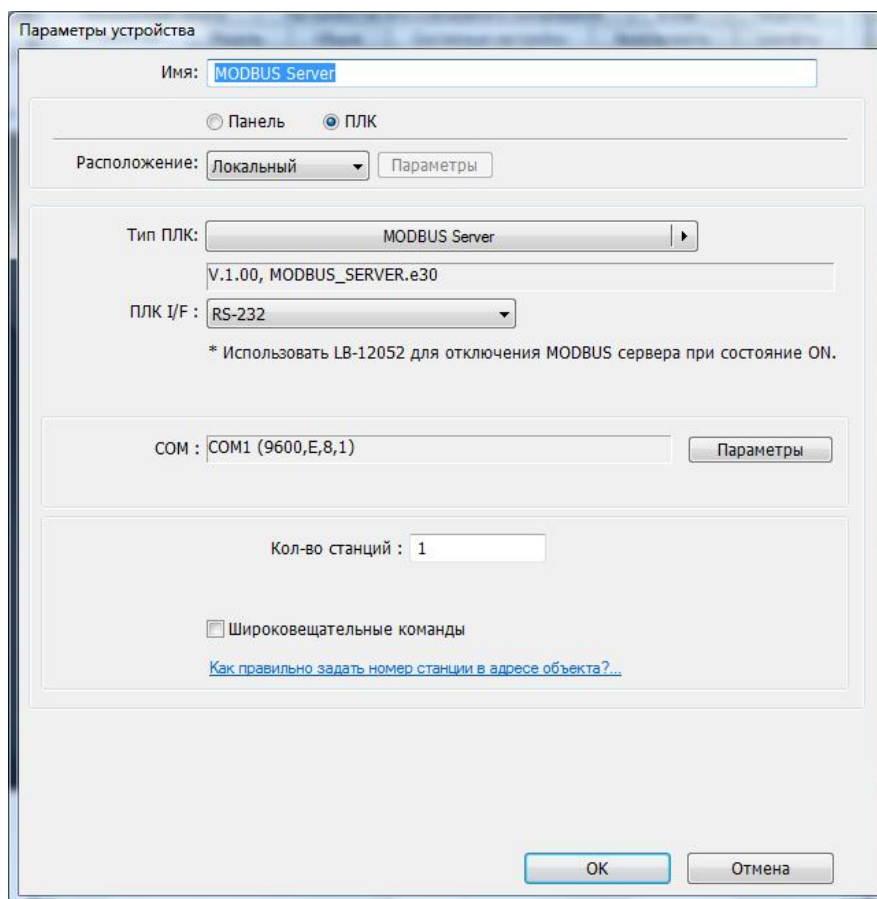 Параметры устройства
Имя: MODBUS Server
Панель ПЛК
Расположение: Локальный Параметры
Тип ПЛК: MODBUS Server
V.1.00, MODBUS_SERVER.e30
ПЛК I/F : RS-232
* Использовать LB-12052 для отключения MODBUS сервера при состояние ON.
COM : COM1 (9600,E,8,1) Параметры
Кол-во станций : 1
Широковещательные команды
Как правильно задать номер станции в адресе объекта?...
OK Отмена